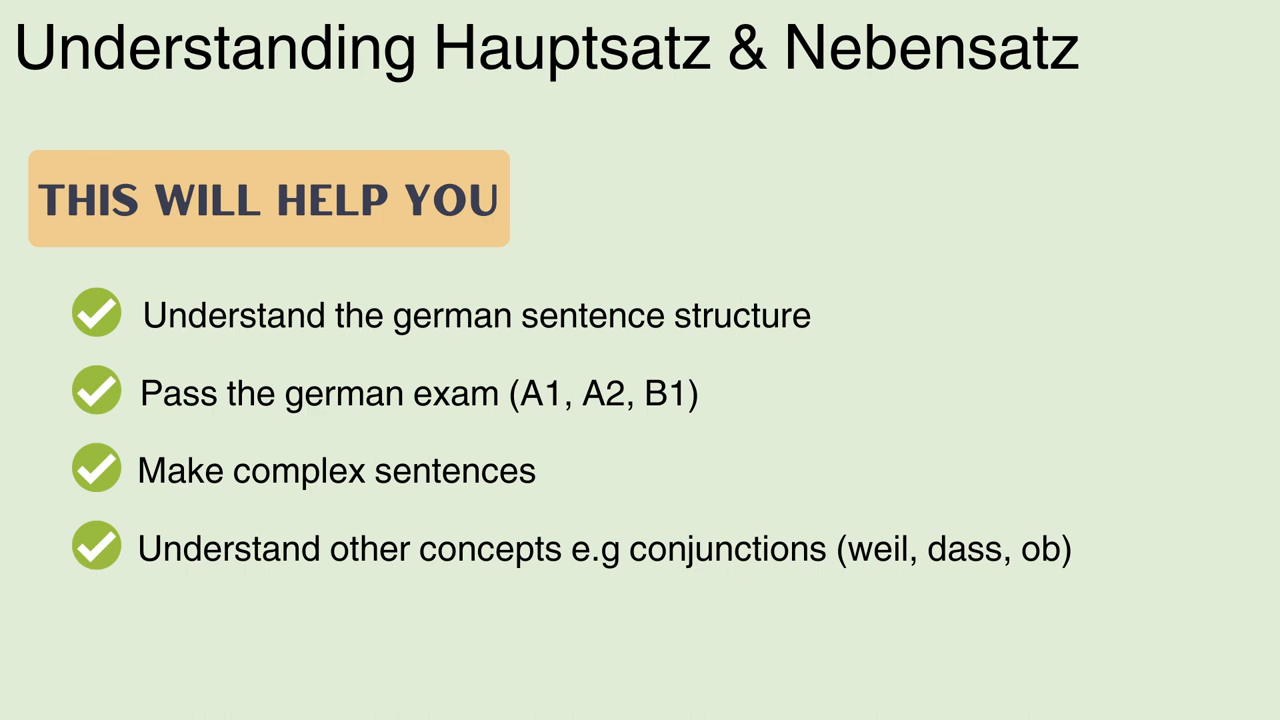 Understanding Hauptsatz & Nebensatz
THIS WILL HELP YOU
Understand the german sentence structure
Pass the german exam (A1, A2, B1)
Make complex sentences
Understand other concepts e.g conjunctions (weil, dass, ob)